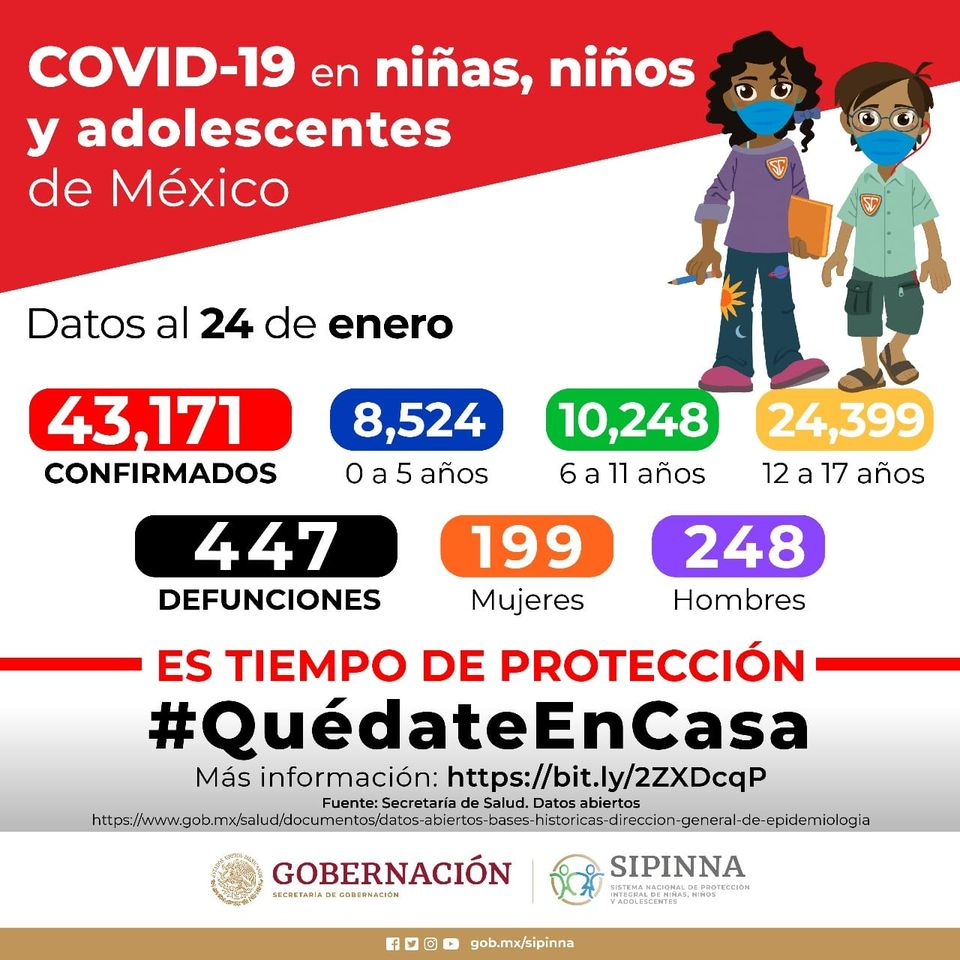 COVID-19 en niñas, niños
y adolescentes
de México
SC
SC
Datos al 24 de enero
43,171
CONFIRMADOS
8,524
0 a 5 años
10,248
6 a 11 años
24,399
12 a 17 años
447
DEFUNCIONES
199
Mujeres
248
Hombres
ES TIEMPO DE PROTECCIÓN
#QuédateEnCasa
Más información: https://bit.ly/2ZXDcqP
Fuente: Secretaría de Salud. Datos abiertos
https://www.gob.mx/salud/documentos/datos-abiertos-bases-historicas-direccion-general-de-epidemiologia
GOBERNACIÓN
SECRETARÍA DE GOBERNACIÓN
SIPINNA
SISTEMA NACIONAL DE PROTECCIÓN
INTEGRAL DE NIÑAS, NIÑOS
Y ADOLESCENTES
gob.mx/sipinna